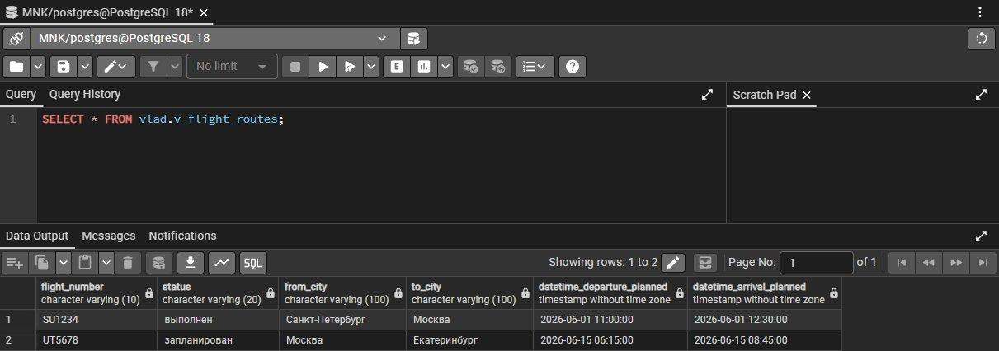 MNK/postgres@PostgreSQL 18*
MNK/postgres@PostgreSQL 18
No limit
E
Query Query History Scratch Pad
1 SELECT * FROM vlad.v_flight_routes;
Data Output Messages Notifications
SQL Showing rows: 1 to 2 Page No: 1 of 1
flight_number status from_city to_city datetime_departure_planned datetime_arrival_planned
character varying (10) character varying (20) character varying (100) character varying (100) timestamp without time zone timestamp without time zone
1 SU1234 выполнен Санкт-Петербург Москва 2026-06-01 11:00:00 2026-06-01 12:30:00
2 UT5678 запланирован Москва Екатеринбург 2026-06-15 06:15:00 2026-06-15 08:45:00